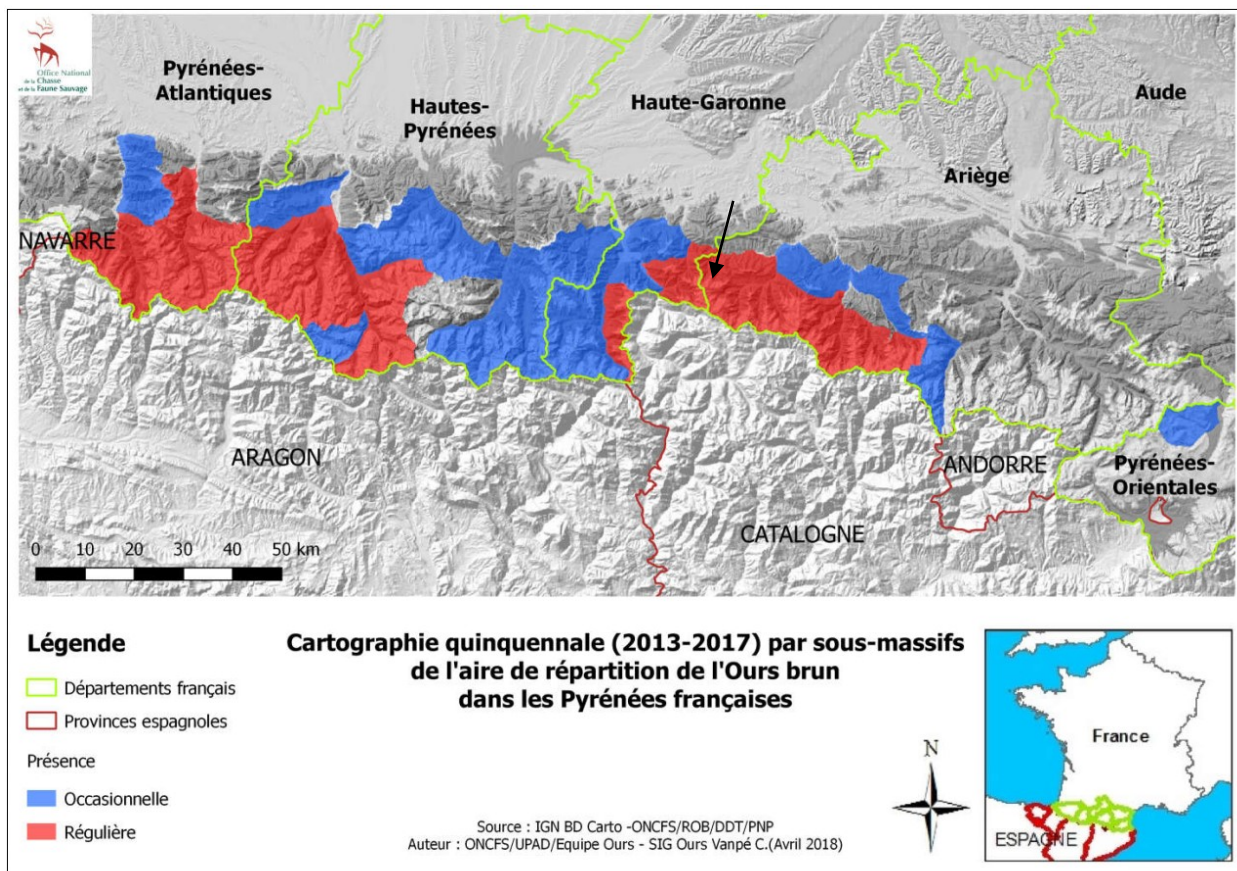 Office National
de la Chasse
et de la Faune Sauvage
Pyrénées-
Atlantiques
Hautes-
Pyrénées
Haute-Garonne
Aude
Ariège
NAVARRE
ARAGON
ANDORRE
Pyrénées-
Orientales
CATALOGNE
0 10 20 30 40 50 km
Légende
Départements français
Provinces espagnoles
Présence
Occasionnelle
Régulière
Cartographie quinquennale (2013-2017) par sous-massifs
de l'aire de répartition de l'Ours brun
dans les Pyrénées françaises
Source : IGN BD Carto -ONCFS/ROB/DDT/PNP
Auteur : ONCFS/UPAD/Equipe Ours - SIG Ours Vanpé C.(Avril 2018)
N
France
ESPAGNE